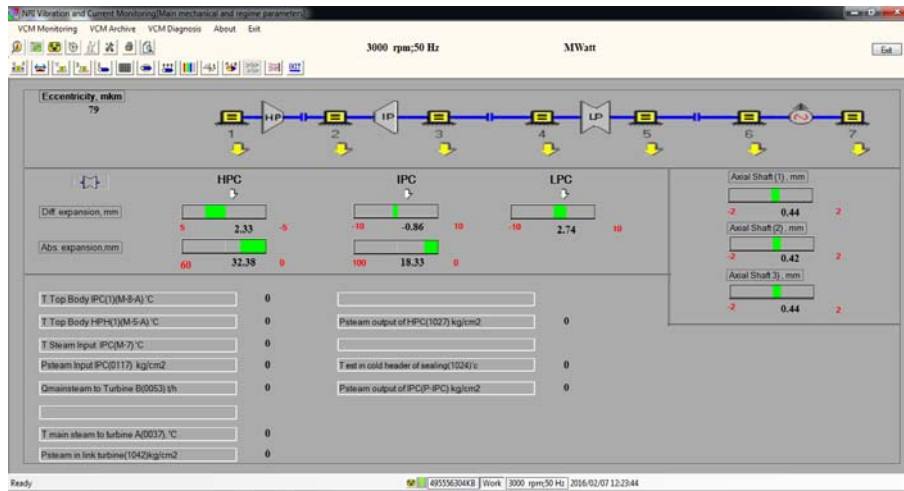 NPI Vibration and Current Monitoring[Main mechanical and regime parameters]
VCM Monitoring VCM Archive VCM Diagnosis About Exit
3000 rpm;50 Hz MWatt
Exit
Eccentricity, mkm
79
HP IP LP
1 2 3 4 5 6 7
HPC IPC LPC
Diff. expansion, mm
5 2.33 -5 -10 -0.86 10 -10 2.74 10
Abs. expansion,mm
60 32.38 0 100 18.33 0
Axial Shaft (1) , mm
-2 0.44 2
Axial Shaft (2) , mm
-2 0.42 2
Axial Shaft 3) , mm
-2 0.44 2
T Top Body IPC(1)(M-8-A) 'C 0
T Top Body HPH(1)(M-5-A) 'C 0 Psteam output of HPC(1027) kg/cm2 0
T Steam Input IPC(M-7) 'C 0
Psteam Input IPC(0117) kg/cm2 0 T est in cold header of sealing(1024)'c 0
Qmainsteam to Turbine B(0053) t/h 0 Psteam output of IPC(P-IPC) kg/cm2 0
T main steam to turbine A(0037), 'C 0
Psteam in link turbine(1042)kg/cm2 0
Ready 495556304KB Work 3000 rpm;50 Hz 2016/02/07 12:23:44